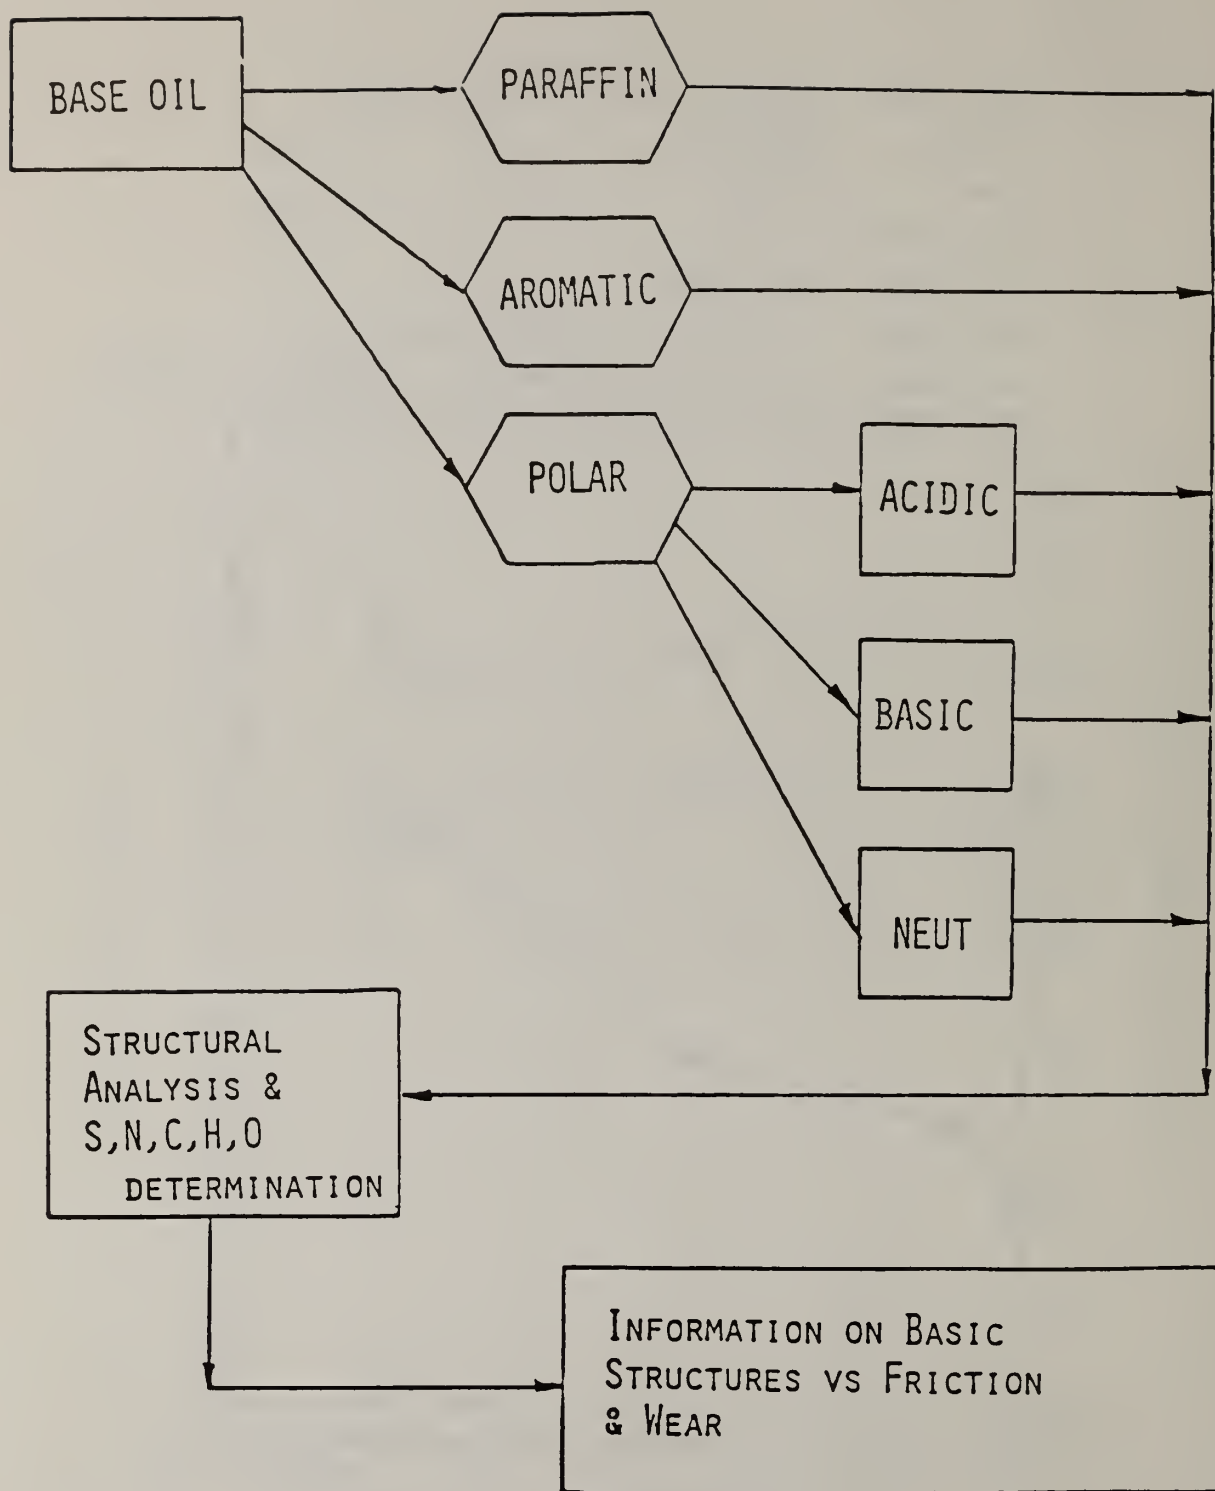 BASE OIL
PARAFFIN
AROMATIC
POLAR
ACIDIC
BASIC
NEUT
STRUCTURAL
ANALYSIS &
S,N,C,H,O
DETERMINATION
INFORMATION ON BASIC
STRUCTURES VS FRICTION
& WEAR